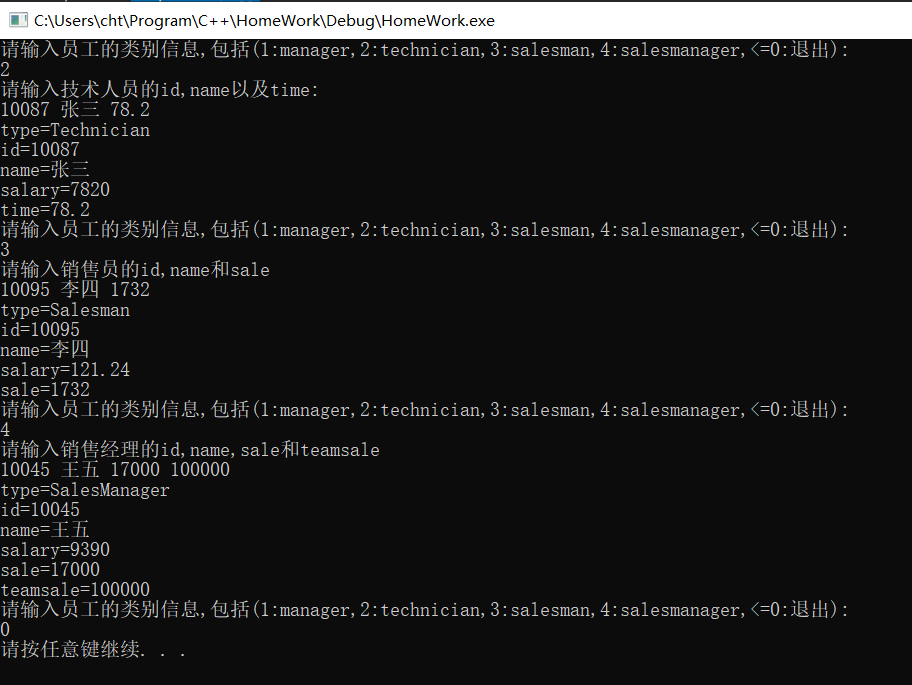 C:\Users\cht\Program\C++\HomeWork\Debug\HomeWork.exe
请输入员工的类别信息,包括(1:manager,2:technician,3:salesman,4:salesmanager,<=0:退出):
2
请输入技术人员的id,name以及time:
10087 张三 78.2
type=Technician
id=10087
name=张三
salary=7820
time=78.2
请输入员工的类别信息,包括(1:manager,2:technician,3:salesman,4:salesmanager,<=0:退出):
3
请输入销售员的id,name和sale
10095 李四 1732
type=Salesman
id=10095
name=李四
salary=121.24
sale=1732
请输入员工的类别信息,包括(1:manager,2:technician,3:salesman,4:salesmanager,<=0:退出):
4
请输入销售经理的id,name,sale和teamsale
10045 王五 17000 100000
type=SalesManager
id=10045
name=王五
salary=9390
sale=17000
teamsale=100000
请输入员工的类别信息,包括(1:manager,2:technician,3:salesman,4:salesmanager,<=0:退出):
0
请按任意键继续. . .